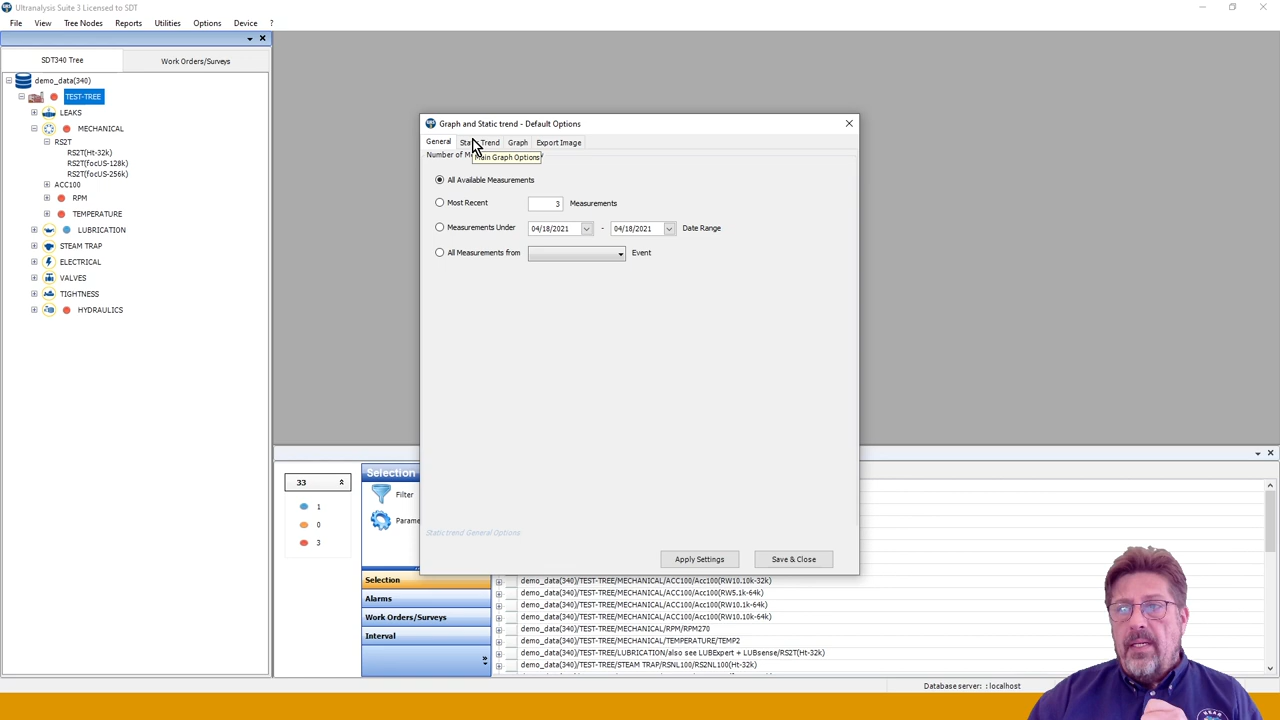 Ultranalysis Suite 3 Licensed to SDT
File View Tree Nodes Reports Utilities Options Device ?
SDT340 Tree Work Orders/Surveys
demo_data(340)
TEST-TREE
LEAKS
MECHANICAL
RS2T
RS2T(Ht-32k)
RS2T(focUS-128k)
RS2T(focUS-256k)
ACC100
RPM
TEMPERATURE
LUBRICATION
STEAM TRAP
ELECTRICAL
VALVES
TIGHTNESS
HYDRAULICS
Graph and Static trend - Default Options
General Trend Graph Export Image
Number of
Main Graph Options
All Available Measurements
Most Recent 3 Measurements
Measurements Under 04/18/2021 - 04/18/2021 Date Range
All Measurements from Event
Static trend General Options
Apply Settings Save & Close
33
1
0
3
Selection
Filter
Selection
Alarms
Work Orders/Surveys
Interval
demo_data(340)/TEST-TREE/MECHANICAL/ACC100/Acc100(RW10.10k-32k)
demo_data(340)/TEST-TREE/MECHANICAL/ACC100/Acc100(RW5.1k-64k)
demo_data(340)/TEST-TREE/MECHANICAL/ACC100/Acc100(RW10.1k-64k)
demo_data(340)/TEST-TREE/MECHANICAL/ACC100/Acc100(RW10.10k-64k)
demo_data(340)/TEST-TREE/MECHANICAL/RPM/RPM270
demo_data(340)/TEST-TREE/MECHANICAL/TEMPERATURE/TEMP2
demo_data(340)/TEST-TREE/LUBRICATION/also see LUBExpert + LUBsense/RS2T(Ht-32k)
demo_data(340)/TEST-TREE/STEAM TRAP/RSNL100/RS2NL100(Ht-32k)
Database server: : localhost